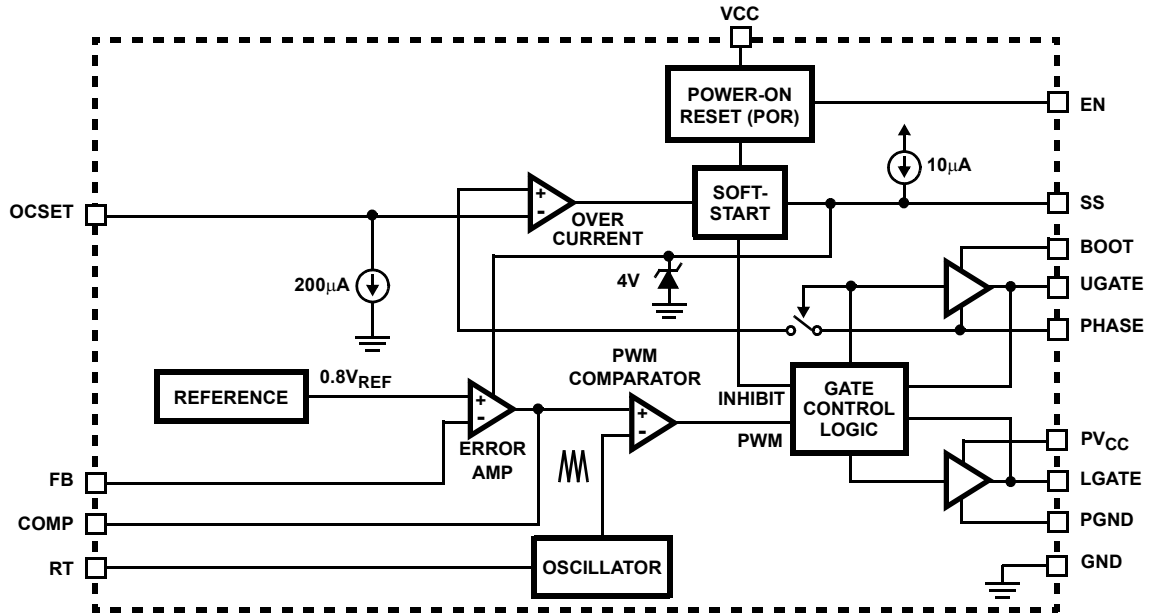 VCC
POWER-ON
RESET (POR)
EN
10μA
SOFT-
START
SS
OCSET
+
-
OVER
CURRENT
BOOT
4V
200μA
UGATE
PHASE
PWM
COMPARATOR
0.8VREF
REFERENCE
+
-
+
-
INHIBIT
GATE
CONTROL
LOGIC
PWM
PVCC
ERROR
AMP
FB
LGATE
COMP
PGND
RT
OSCILLATOR
GND